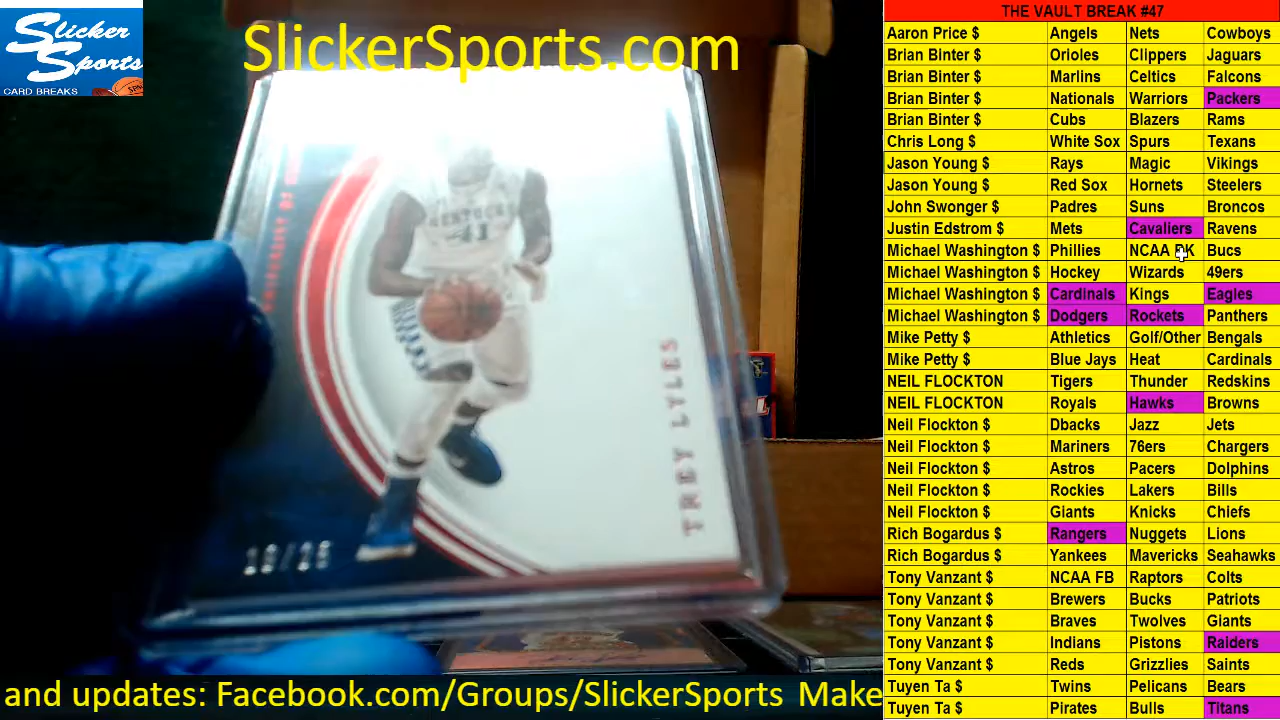 Slicker
Sports
CARD BREAKS
SlickerSports.com
KENTUCKY
41
TREY LYLES
and updates: Facebook.com/Groups/SlickerSports Make
THE VAULT BREAK #47
Aaron Price $ Angels Nets Cowboys
Brian Binter $ Orioles Clippers Jaguars
Brian Binter $ Marlins Celtics Falcons
Brian Binter $ Nationals Warriors Packers
Brian Binter $ Cubs Blazers Rams
Chris Long $ White Sox Spurs Texans
Jason Young $ Rays Magic Vikings
Jason Young $ Red Sox Hornets Steelers
John Swonger $ Padres Suns Broncos
Justin Edstrom $ Mets Cavaliers Ravens
Michael Washington $ Phillies NCAA Bucs
Michael Washington $ Hockey Wizards 49ers
Michael Washington $ Cardinals Kings Eagles
Michael Washington $ Dodgers Rockets Panthers
Mike Petty $ Athletics Golf/Other Bengals
Mike Petty $ Blue Jays Heat Cardinals
NEIL FLOCKTON Tigers Thunder Redskins
NEIL FLOCKTON Royals Hawks Browns
Neil Flockton $ Dbacks Jazz Jets
Neil Flockton $ Mariners 76ers Chargers
Neil Flockton $ Astros Pacers Dolphins
Neil Flockton $ Rockies Lakers Bills
Neil Flockton $ Giants Knicks Chiefs
Rich Bogardus $ Rangers Nuggets Lions
Rich Bogardus $ Yankees Mavericks Seahawks
Tony Vanzant $ NCAA FB Raptors Colts
Tony Vanzant $ Brewers Bucks Patriots
Tony Vanzant $ Braves Twolves Giants
Tony Vanzant $ Indians Pistons Raiders
Tony Vanzant $ Reds Grizzlies Saints
Tuyen Ta $ Twins Pelicans Bears
Tuyen Ta $ Pirates Bulls Titans